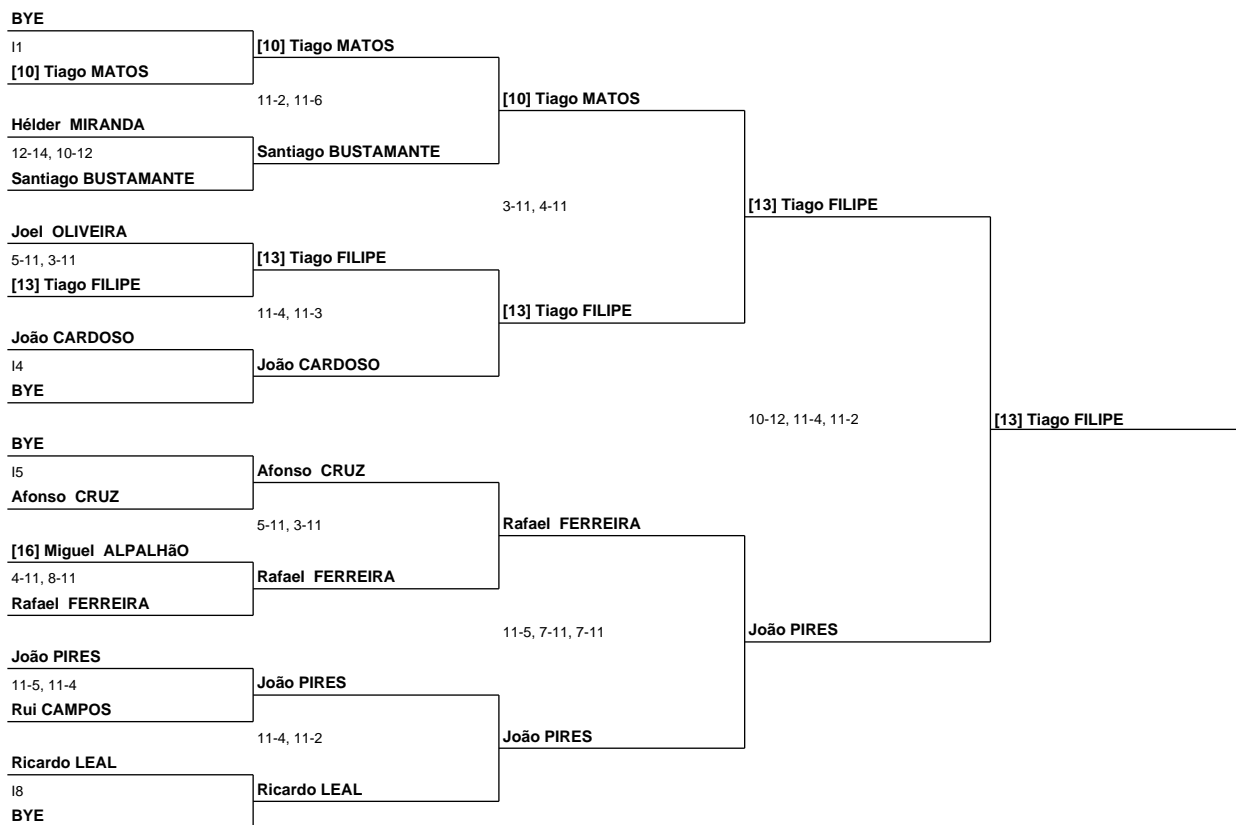 BYE
I1
[10] Tiago MATOS
[10] Tiago MATOS
11-2, 11-6
[10] Tiago MATOS
Hélder MIRANDA
12-14, 10-12
Santiago BUSTAMANTE
Santiago BUSTAMANTE
3-11, 4-11
[13] Tiago FILIPE
Joel OLIVEIRA
5-11, 3-11
[13] Tiago FILIPE
[13] Tiago FILIPE
11-4, 11-3
[13] Tiago FILIPE
João CARDOSO
I4
João CARDOSO
BYE
10-12, 11-4, 11-2
[13] Tiago FILIPE
BYE
I5
Afonso CRUZ
Afonso CRUZ
5-11, 3-11
Rafael FERREIRA
[16] Miguel ALPALHãO
4-11, 8-11
Rafael FERREIRA
Rafael FERREIRA
11-5, 7-11, 7-11
João PIRES
João PIRES
11-5, 11-4
João PIRES
Rui CAMPOS
11-4, 11-2
João PIRES
Ricardo LEAL
I8
Ricardo LEAL
BYE